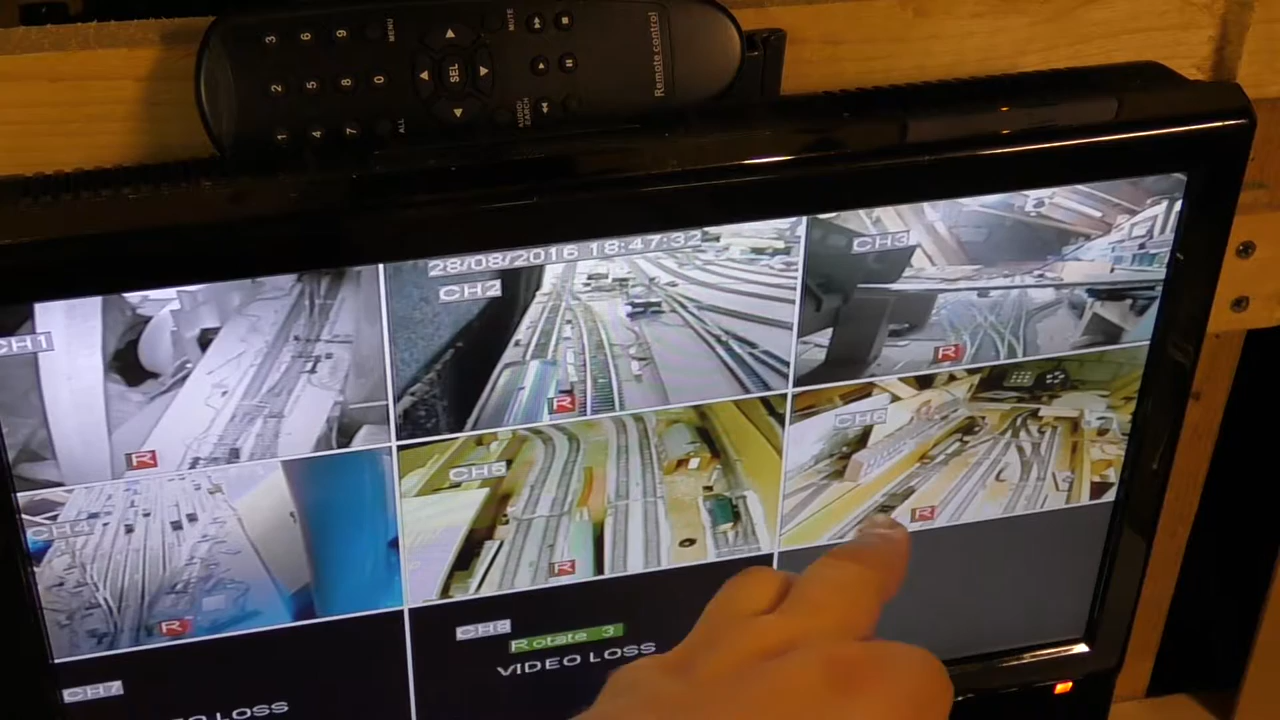 3 6 9 MENU MUTE
2 5 8 0 SEL Remote control
1 4 7 ALL AUDIO/
28/08/2016 18:47:32
CH1
CH2
CH3
R
R
R
CH4
CH5
CH6
R
R
R
CH7
CH8
Rotate 3
VIDEO LOSS
LOSS